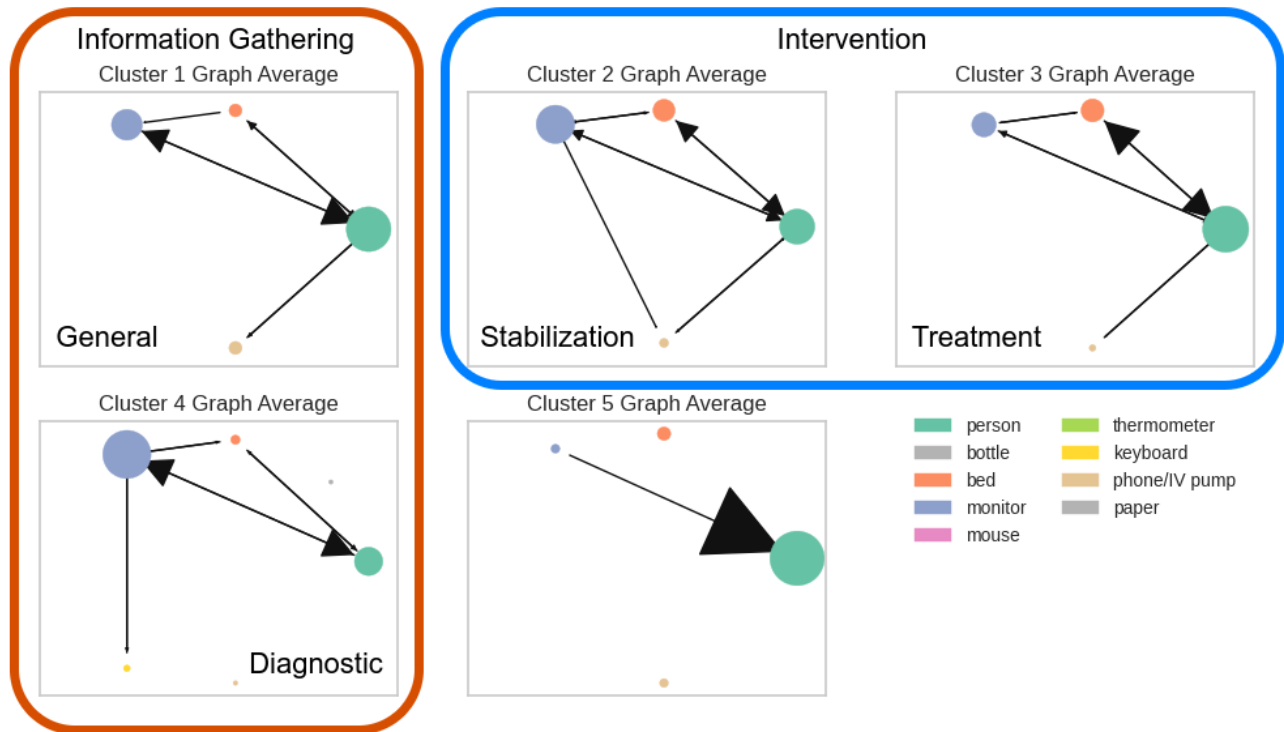 Information Gathering
Intervention
Cluster 1 Graph Average
Cluster 2 Graph Average
Cluster 3 Graph Average
General
Stabilization
Treatment
Cluster 4 Graph Average
Cluster 5 Graph Average
Diagnostic
person
bottle
bed
monitor
mouse
thermometer
keyboard
phone/IV pump
paper